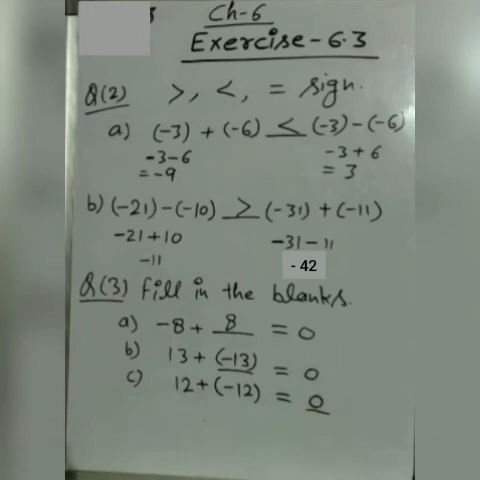 Ch-6
Exercise-6.3
Q(2) >, <, = sign.
a) (-3) + (-6) < (-3)-(-6)
-3-6 -3+6
=-9 = 3
b) (-21)-(-10) > (-31) + (-11)
-21+10 -31-11
-11 - 42
Q(3) Fill in the blanks.
a) -8 + 8 = 0
b) 13 + (-13) = 0
c) 12+(-12) = 0